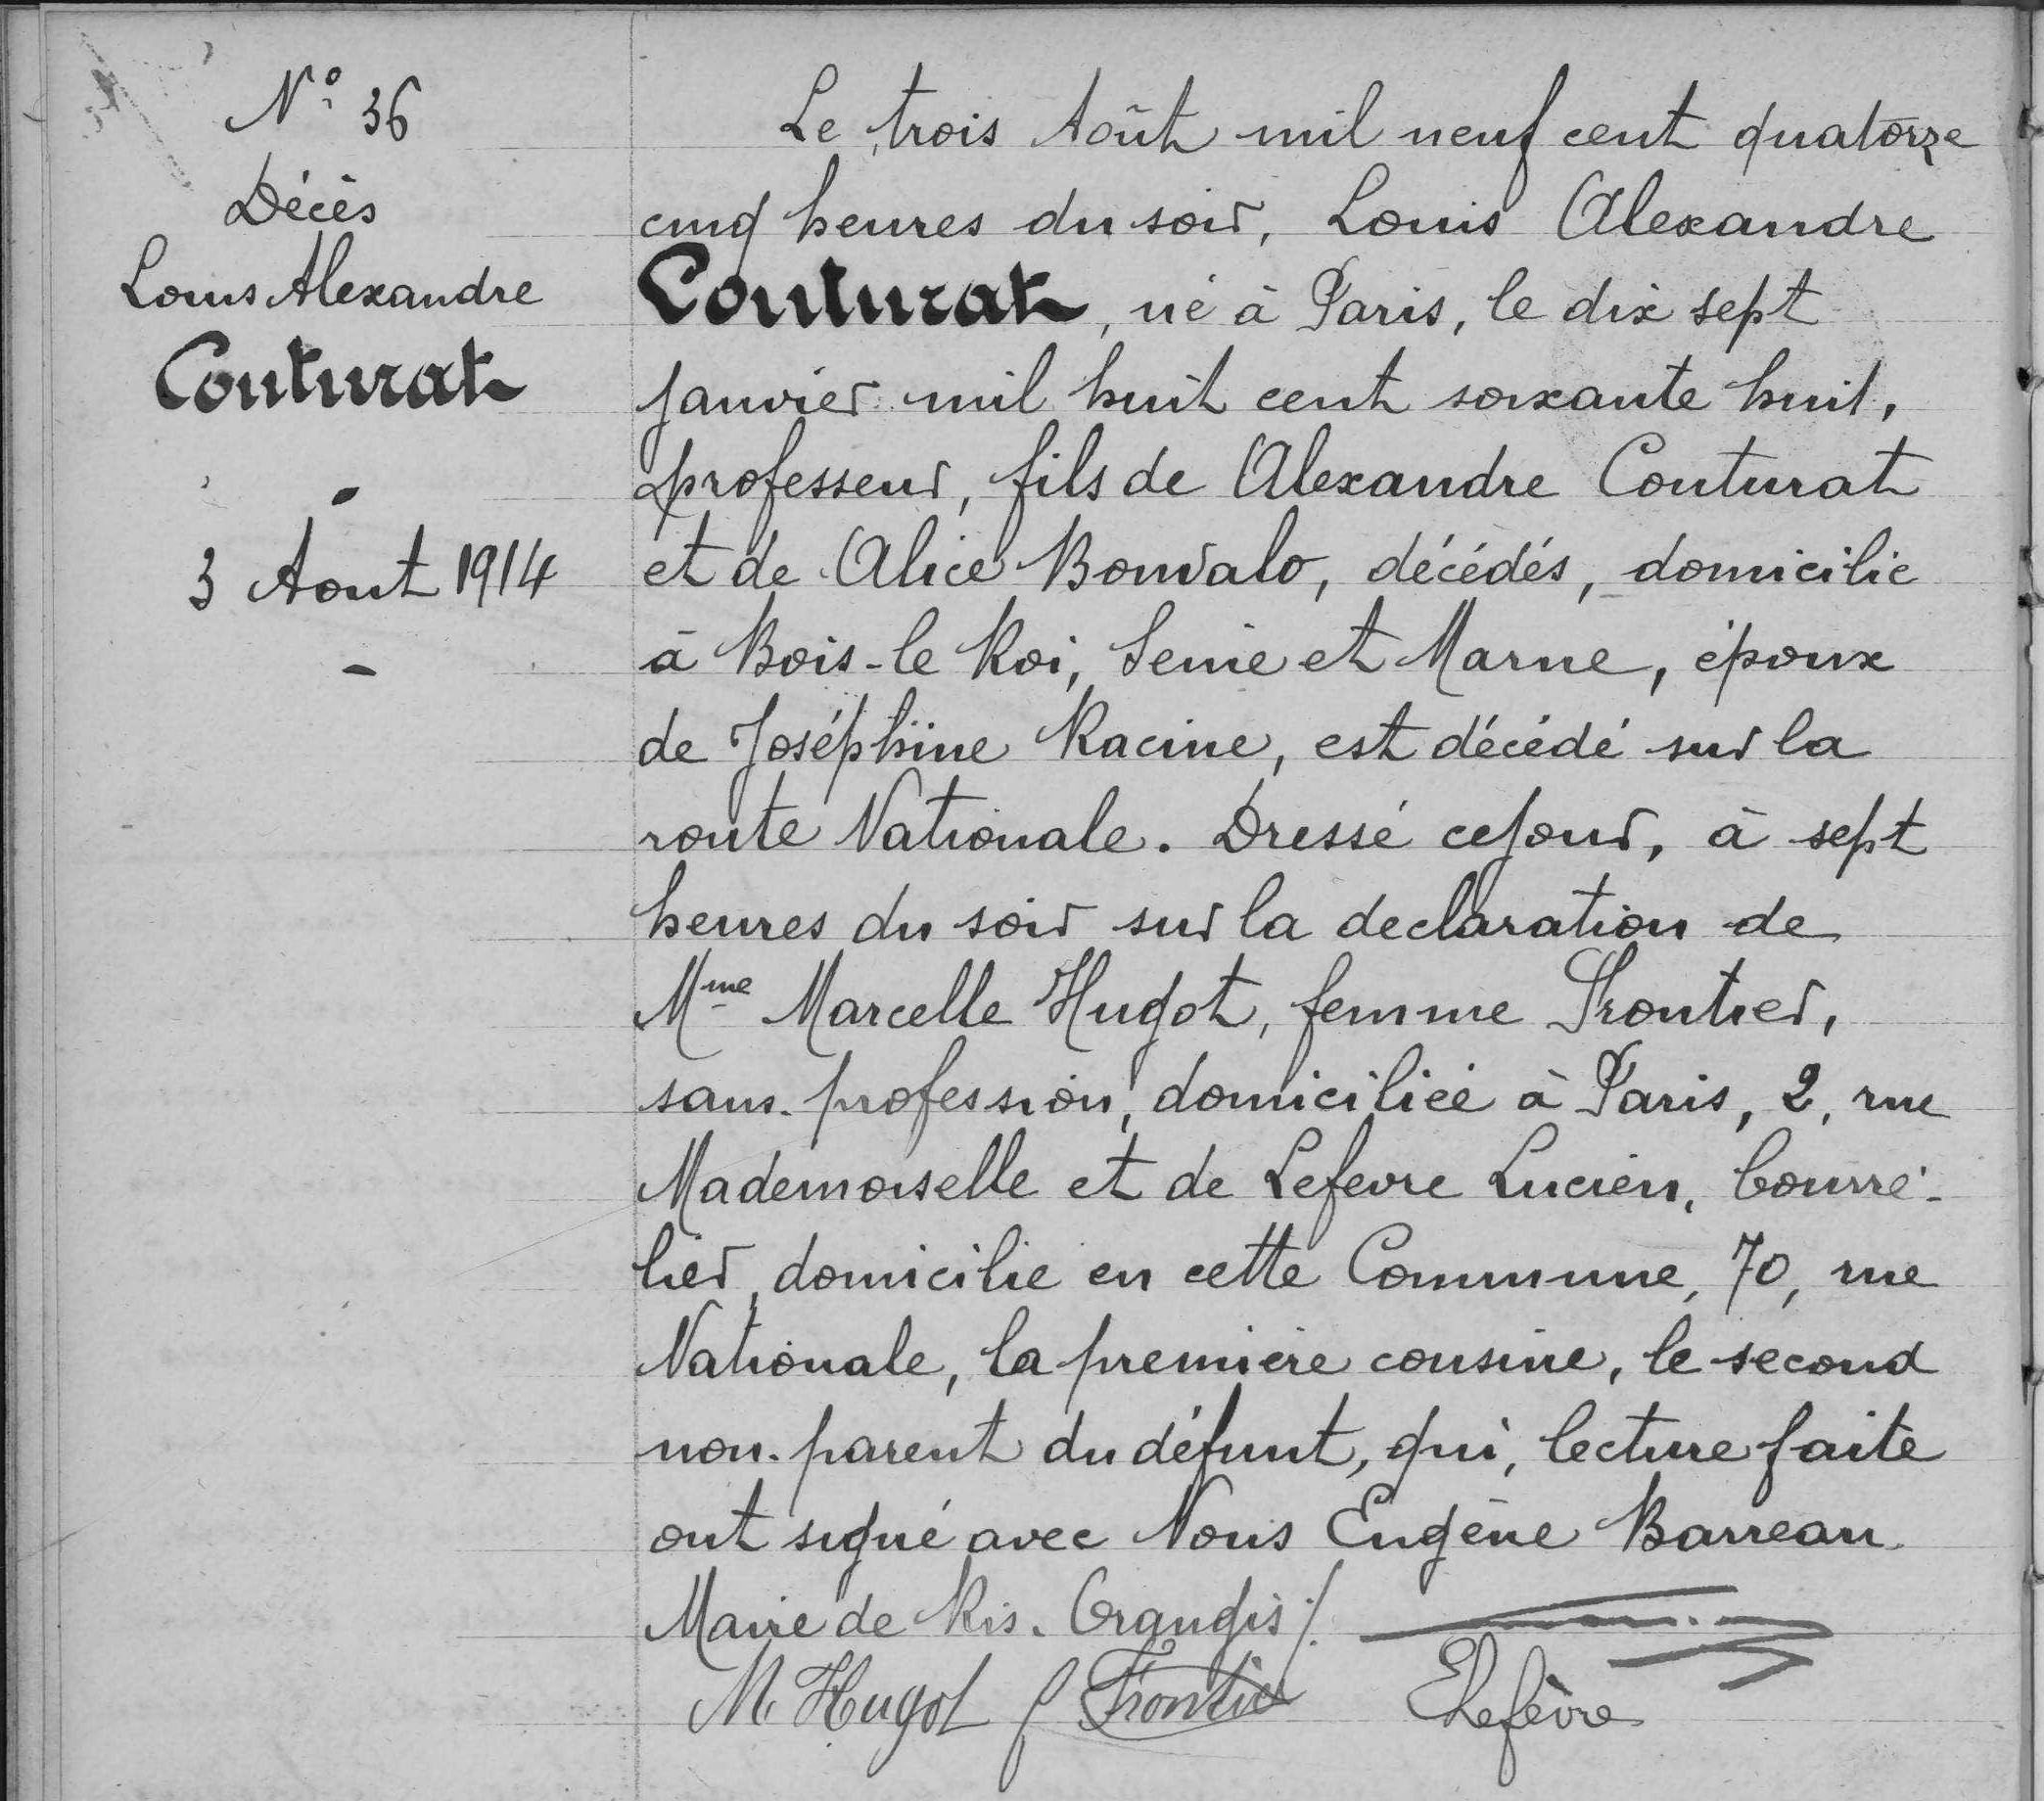 N° 36
Décès
Louis Alexandre
Couturat
3 Aout 1914
Le trois Août mil neuf cent quatorze
cinq heures du soir, Louis Alexandre
Couturat, né à Paris, le dix sept
janvier mil huit cent soixante huit,
professeur, fils de Alexandre Couturat
et de Alice Bonvalo, décédés, domicilié
à Bois-le Roi, Seine et Marne, époux
de Joséphine Racine, est décédé sur la
route Nationale. Dressé ce jour, à sept
heures du soir sur la declaration de
Mme Marcelle Hugot, femme Frontier,
sans profession, domiciliée à Paris, 2, rue
Mademoiselle et de Lefevre Lucien, bourre-
lier, domicilié en cette Commune, 70, rue
Nationale, la première cousine, le second
non parent du défunt, qui, lecture faite
ont signé avec Nous Eugène Barreau
Maire de Ris-Orangis ./.
M Hugot f Frontier Lefèvre